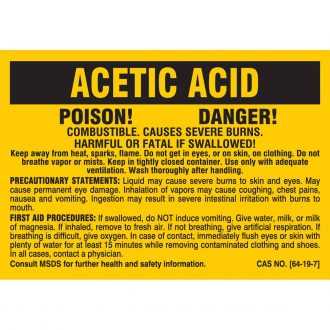 ACETIC ACID
POISON! DANGER!
COMBUSTIBLE. CAUSES SEVERE BURNS.
HARMFUL OR FATAL IF SWALLOWED!
Keep away from heat, sparks, flame. Do not get in eyes, or on skin, on clothing. Do not
breathe vapor or mists. Keep in tightly closed container. Use only with adequate
ventilation. Wash thoroughly after handling.
PRECAUTIONARY STATEMENTS: Liquid may cause severe burns to skin and eyes. May
cause permanent eye damage. Inhalation of vapors may cause coughing, chest pains,
nausea and vomiting. Ingestion may result in severe intestinal irritation with burns to
mouth.
FIRST AID PROCEDURES: If swallowed, do NOT induce vomiting. Give water, milk, or milk
of magnesia. If inhaled, remove to fresh air. If not breathing, give artificial respiration. If
breathing is difficult, give oxygen. In case of contact, immediately flush eyes or skin with
plenty of water for at least 15 minutes while removing contaminated clothing and shoes.
In all cases, contact a physician.
Consult MSDS for further health and safety information. CAS NO. [64-19-7]